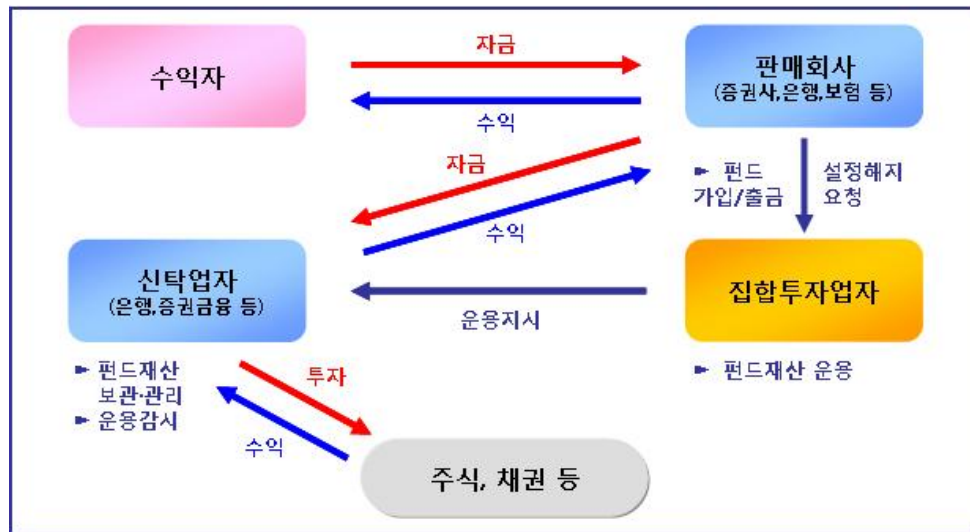 수익자
자금
수익
판매회사
(증권사,은행,보험 등)
자금
수익
► 펀드
가입/출금
설정해지
요청
신탁업자
(은행,증권금융 등)
운용지시
집합투자업자
► 펀드재산
보관·관리
► 운용감시
투자
수익
► 펀드재산 운용
주식, 채권 등